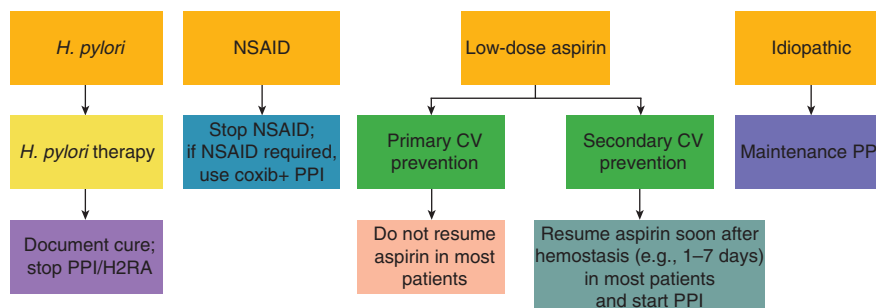 H. pylori
NSAID
Low-dose aspirin
Idiopathic
H. pylori therapy
Stop NSAID;
if NSAID required,
use coxib+ PPI
Primary CV
prevention
Secondary CV
prevention
Maintenance PP
Document cure;
stop PPI/H2RA
Do not resume
aspirin in most
patients
Resume aspirin soon after
hemostasis (e.g., 1–7 days)
in most patients
and start PPI